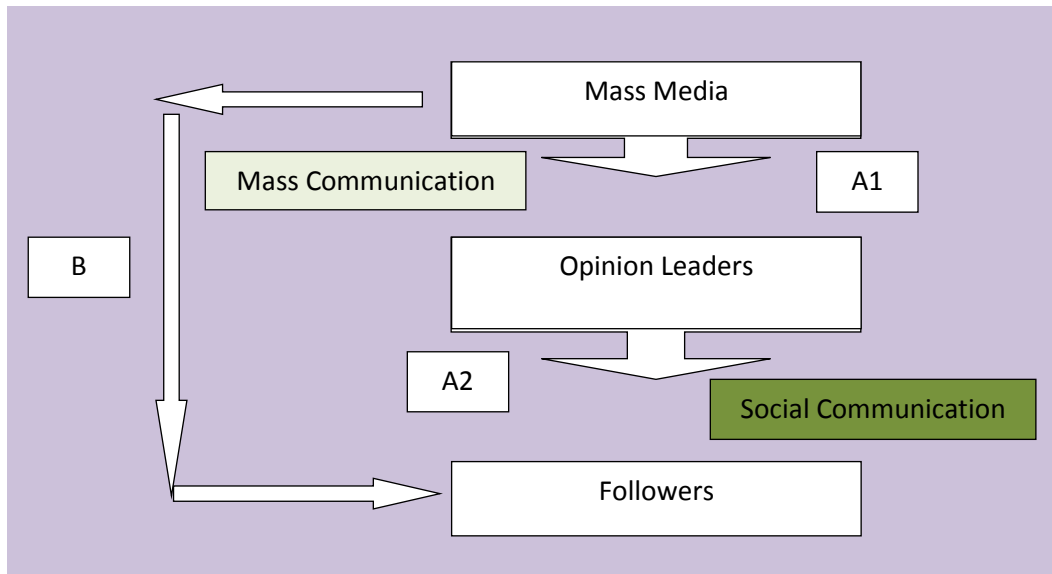 Mass Media
Mass Communication
A1
B
Opinion Leaders
A2
Social Communication
Followers